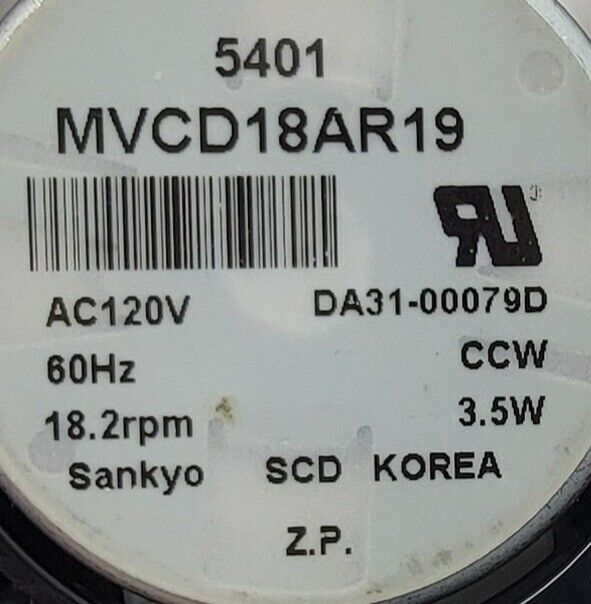 5401
MVCD18AR19
AC120V DA31-00079D
60Hz CCW
18.2rpm 3.5W
Sankyo SCD KOREA
Z.P.